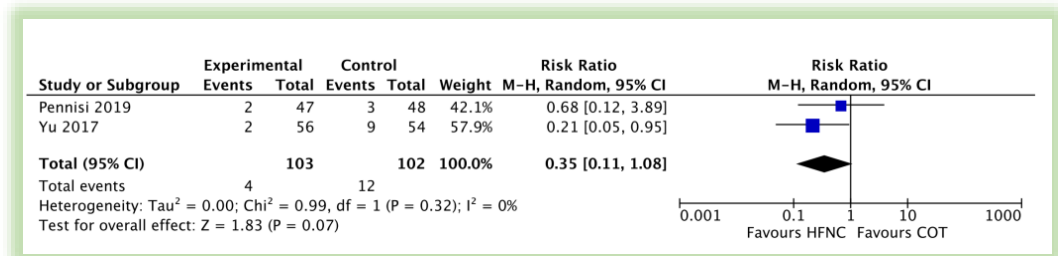 Experimental Control Risk Ratio Risk Ratio
Study or Subgroup Events Total Events Total Weight M-H, Random, 95% CI M-H, Random, 95% CI
Pennisi 2019 2 47 3 48 42.1% 0.68 [0.12, 3.89]
Yu 2017 2 56 9 54 57.9% 0.21 [0.05, 0.95]
Total (95% CI) 103 102 100.0% 0.35 [0.11, 1.08]
Total events 4 12
Heterogeneity: Tau² = 0.00; Chi² = 0.99, df = 1 (P = 0.32); I² = 0%
Test for overall effect: Z = 1.83 (P = 0.07)
0.001 0.1 1 10 1000
Favours HFNC Favours COT